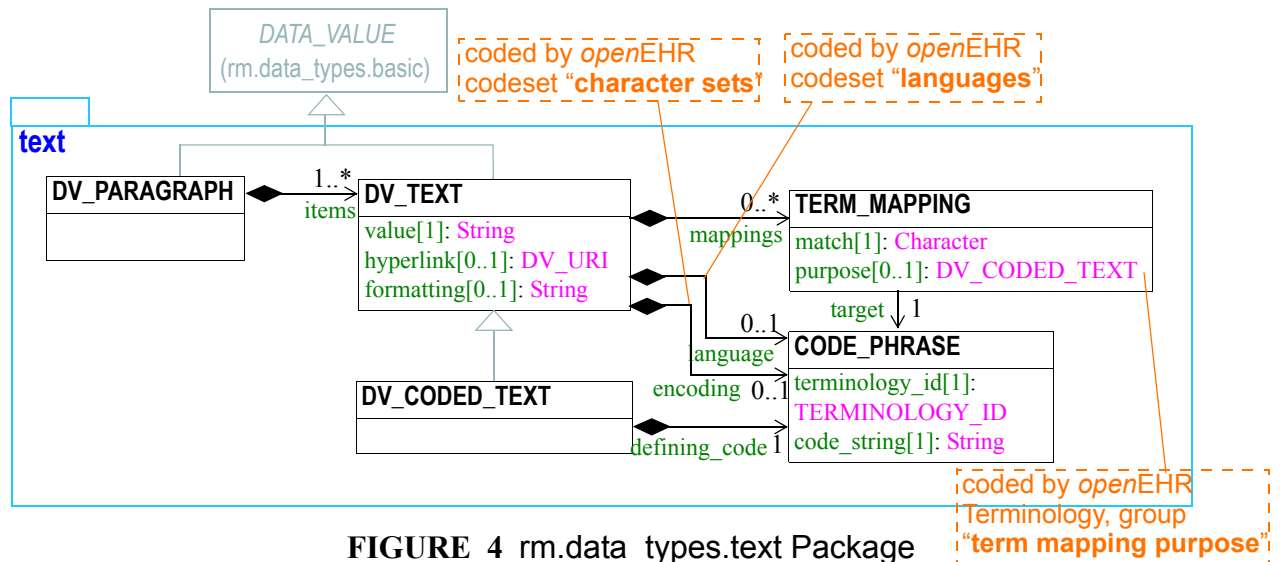 DATA_VALUE
(rm.data_types.basic)
coded by openEHR
codeset “character sets”
coded by openEHR
codeset “languages”
text
DV_PARAGRAPH
1..*
items
DV_TEXT
value[1]: String
hyperlink[0..1]: DV_URI
formatting[0..1]: String
0..*
mappings
TERM_MAPPING
match[1]: Character
purpose[0..1]: DV_CODED_TEXT
target
1
0..1
language
encoding
0..1
CODE_PHRASE
terminology_id[1]:
TERMINOLOGY_ID
code_string[1]: String
DV_CODED_TEXT
defining_code
1
coded by openEHR
Terminology, group
“term mapping purpose”
FIGURE 4 rm.data_types.text Package